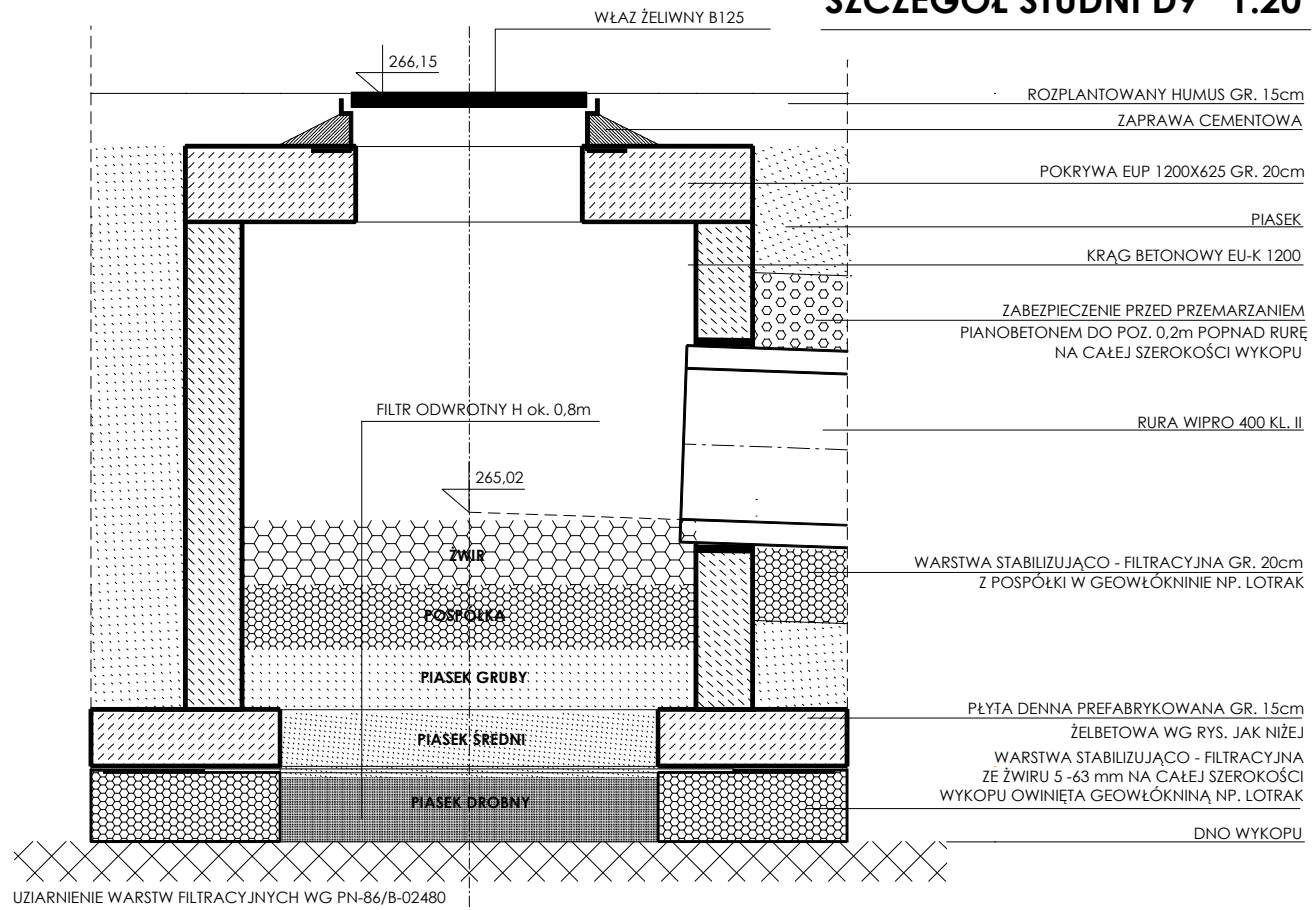 SZCZEGÓŁ STUDNI D9 1:20
WŁAZ ŻELIWNY B125
266,15
ROZPLANTOWANY HUMUS GR. 15cm
ZAPRAWA CEMENTOWA
POKRYWA EUP 1200X625 GR. 20cm
PIASEK
KRĄG BETONOWY EU-K 1200
ZABEZPIECZENIE PRZED PRZEMARZANIEM
PIANOBETONEM DO POZ. 0,2m POPNAD RURĘ
NA CAŁEJ SZEROKOŚCI WYKOPU
FILTR ODWROTNY H ok. 0,8m
RURA WIPRO 400 KL. II
265,02
ŻWIR
WARSTWA STABILIZUJĄCO - FILTRACYJNA GR. 20cm
Z POSPÓŁKI W GEOWŁÓKNINIE NP. LOTRAK
POSPÓŁKA
PIASEK GRUBY
PŁYTA DENNA PREFABRYKOWANA GR. 15cm
ŻELBETOWA WG RYS. JAK NIŻEJ
PIASEK ŚREDNI
WARSTWA STABILIZUJĄCO - FILTRACYJNA
ZE ŻWIRU 5 -63 mm NA CAŁEJ SZEROKOŚCI
WYKOPU OWINIĘTA GEOWŁÓKNINĄ NP. LOTRAK
PIASEK DROBNY
DNO WYKOPU
UZIARNIENIE WARSTW FILTRACYJNYCH WG PN-86/B-02480